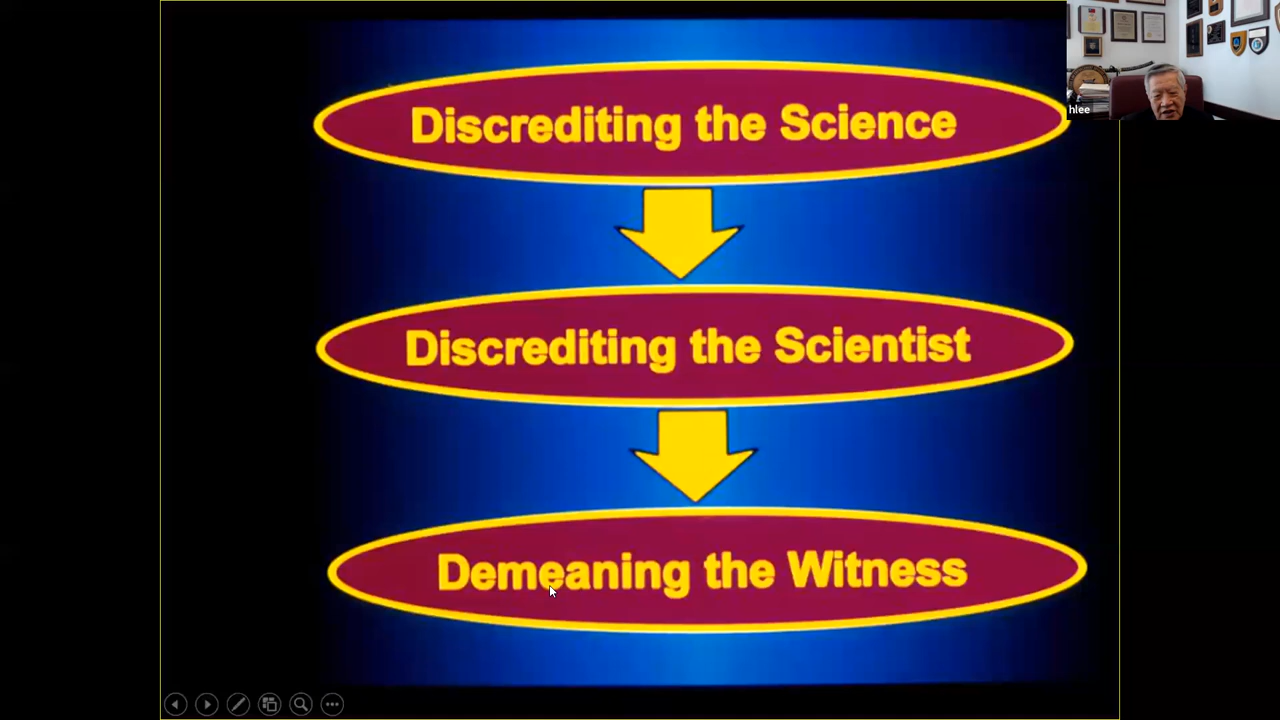 Discrediting the Science
hlee
Discrediting the Scientist
Demeaning the Witness